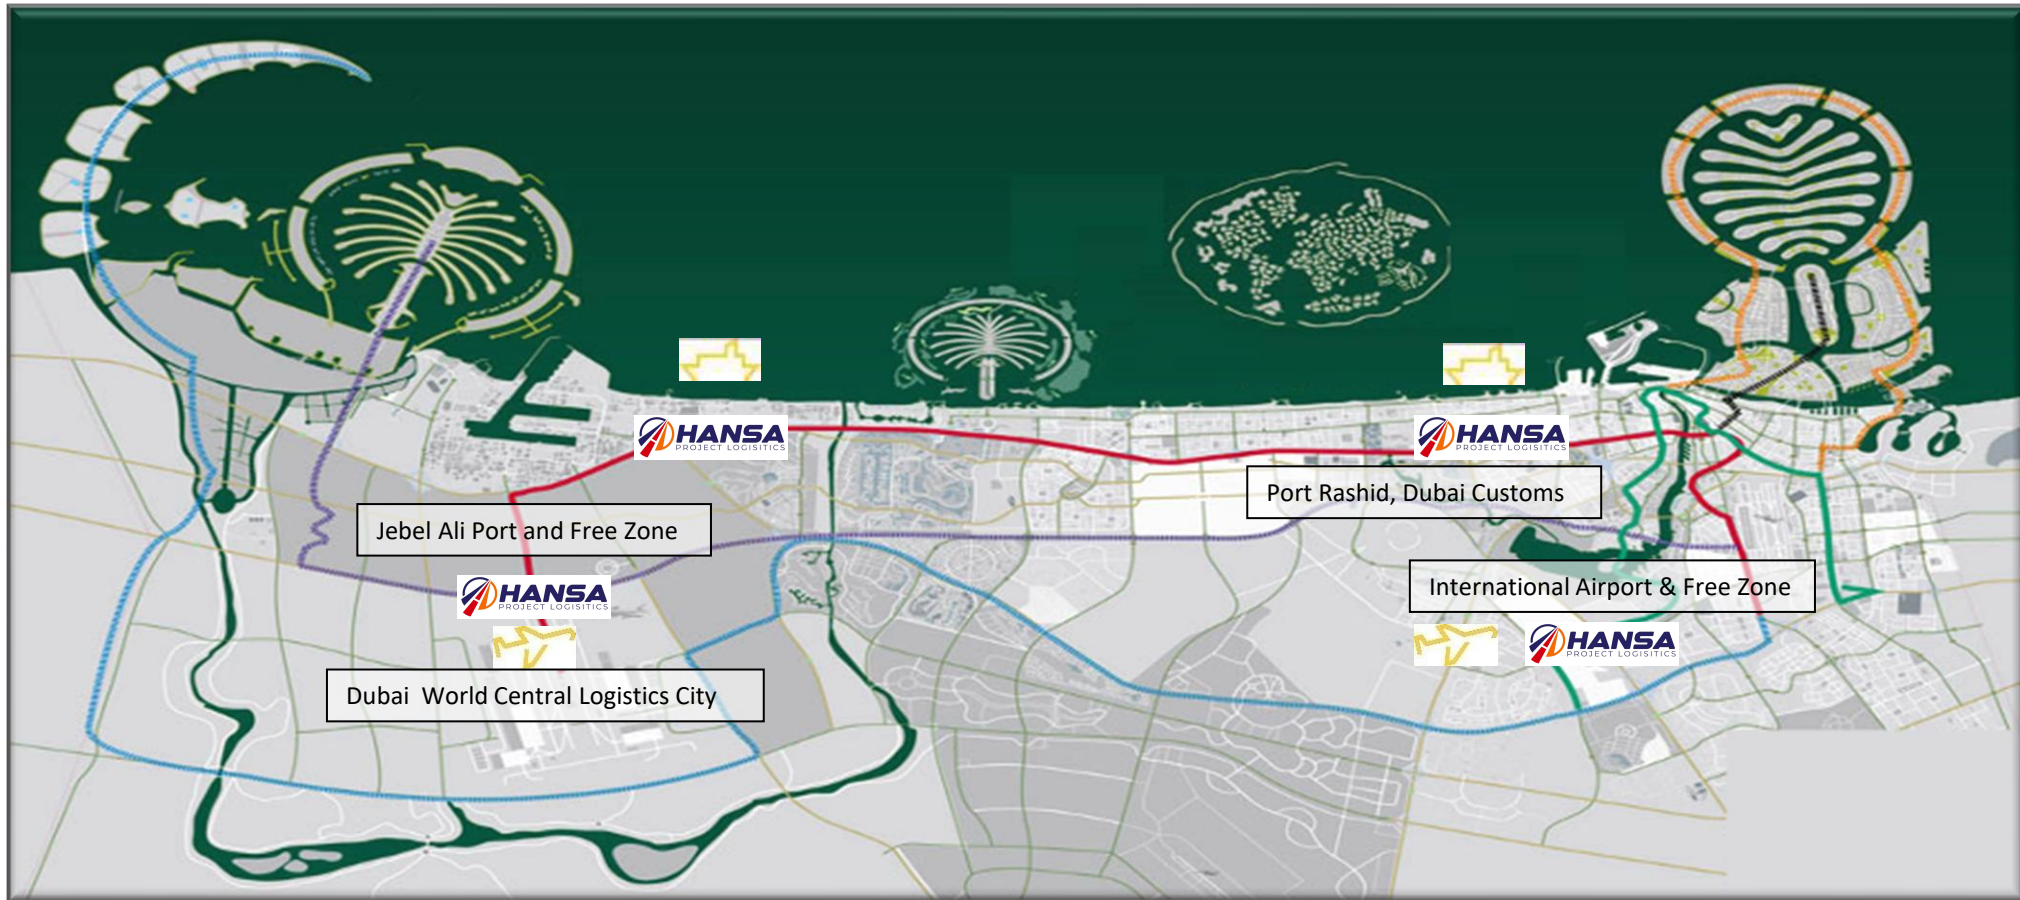 HANSA
PROJECT LOGISITICS
HANSA
PROJECT LOGISITICS
Port Rashid, Dubai Customs
Jebel Ali Port and Free Zone
International Airport & Free Zone
HANSA
PROJECT LOGISITICS
HANSA
PROJECT LOGISITICS
Dubai  World Central Logistics City